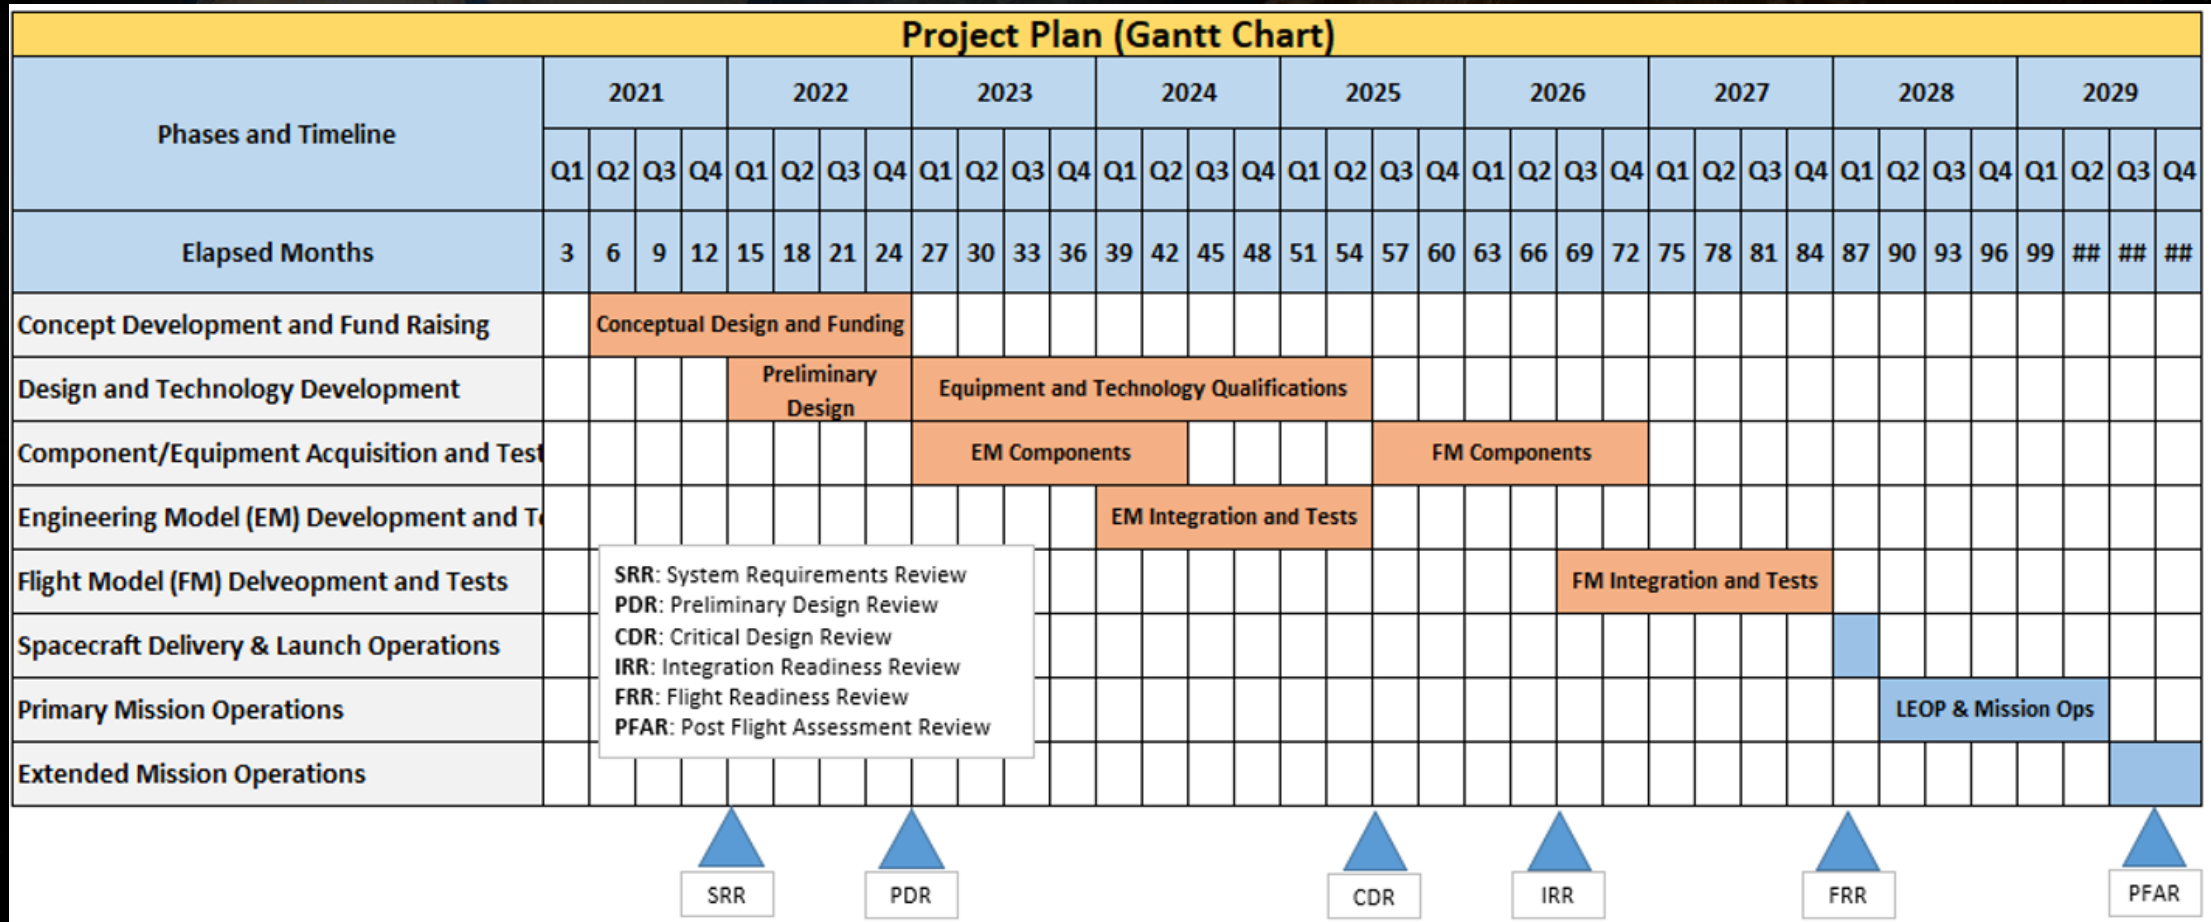 Project Plan (Gantt Chart)
Phases and Timeline
2021 2022 2023 2024 2025 2026 2027 2028 2029
Q1 Q2 Q3 Q4 Q1 Q2 Q3 Q4 Q1 Q2 Q3 Q4 Q1 Q2 Q3 Q4 Q1 Q2 Q3 Q4 Q1 Q2 Q3 Q4 Q1 Q2 Q3 Q4 Q1 Q2 Q3 Q4 Q1 Q2 Q3 Q4
Elapsed Months 3 6 9 12 15 18 21 24 27 30 33 36 39 42 45 48 51 54 57 60 63 66 69 72 75 78 81 84 87 90 93 96 99 ## ## ##
Concept Development and Fund Raising
Conceptual Design and Funding
Design and Technology Development
Preliminary
Design
Equipment and Technology Qualifications
Component/Equipment Acquisition and Test
EM Components
FM Components
Engineering Model (EM) Development and Te
EM Integration and Tests
Flight Model (FM) Delveopment and Tests
FM Integration and Tests
Spacecraft Delivery & Launch Operations
Primary Mission Operations
LEOP & Mission Ops
Extended Mission Operations
SRR: System Requirements Review
PDR: Preliminary Design Review
CDR: Critical Design Review
IRR: Integration Readiness Review
FRR: Flight Readiness Review
PFAR: Post Flight Assessment Review
SRR PDR CDR IRR FRR PFAR